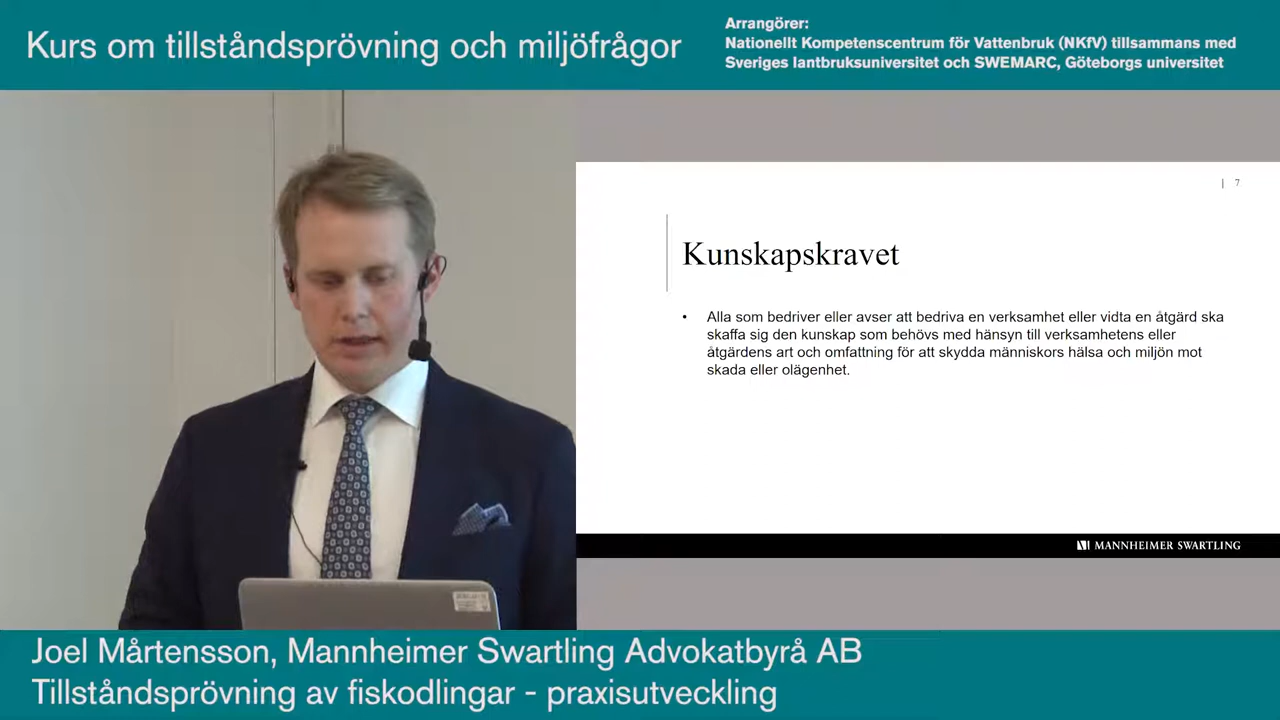 Kurs om tillståndsprövning och miljöfrågor
Arrangörer:
Nationellt Kompetenscentrum för Vattenbruk (NKfV) tillsammans med
Sveriges lantbruksuniversitet och SWEMARC, Göteborgs universitet
| 7
Kunskapskravet
• Alla som bedriver eller avser att bedriva en verksamhet eller vidta en åtgärd ska
skaffa sig den kunskap som behövs med hänsyn till verksamhetens eller
åtgärdens art och omfattning för att skydda människors hälsa och miljön mot
skada eller olägenhet.
MANNHEIMER SWARTLING
Joel Mårtensson, Mannheimer Swartling Advokatbyrå AB
Tillståndsprövning av fiskodlingar - praxisutveckling